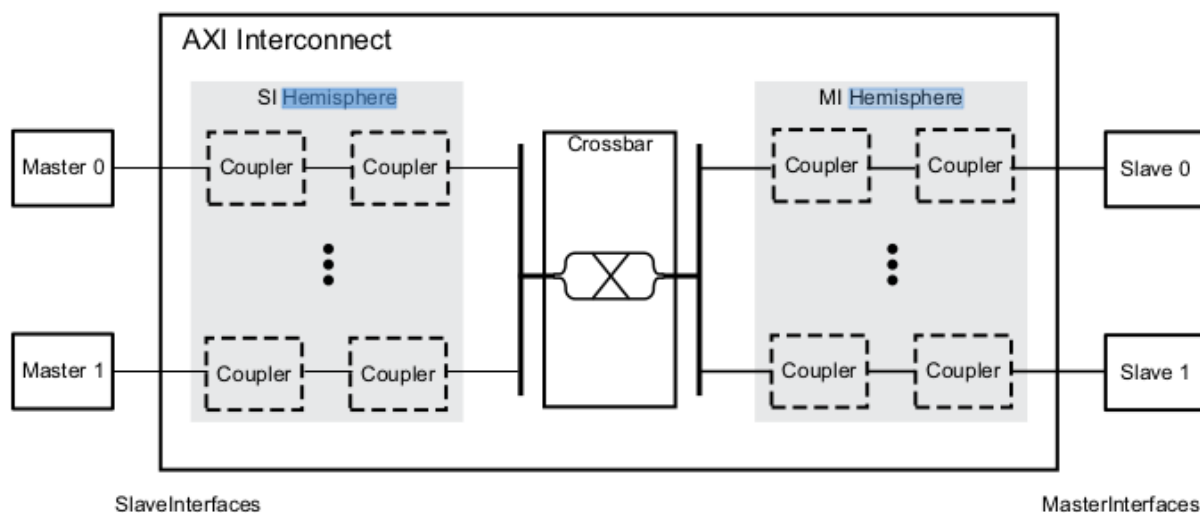 AXI Interconnect
SI Hemisphere
MI Hemisphere
Master 0
Coupler
Coupler
Crossbar
Coupler
Coupler
Slave 0
Master 1
Coupler
Coupler
Coupler
Coupler
Slave 1
SlaveInterfaces
MasterInterfaces